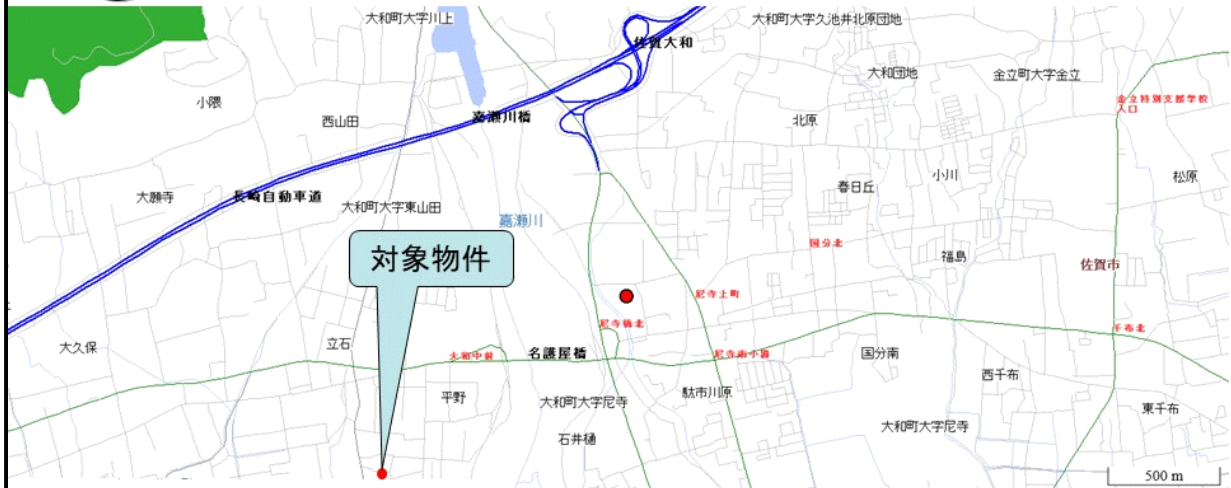 大和町大字川上
大和町大字久池井北原団地
佐賀大和
大和団地
金立町大字金立
小隈
金立特別支部学校
入口
西山田
嘉瀬川橋
北原
大願寺
長崎自動車道
春日丘
小川
松原
大和町大字東山田
嘉瀬川
国分北
対象物件
福島
佐賀市
尼寺上町
尼寺橋北
千布北
大久保
立石
大和中前
名護屋橋
尼寺南小路
国分南
西千布
平野
駄市川原
大和町大字尼寺
東千布
石井樋
大和町大字尼寺
500 m